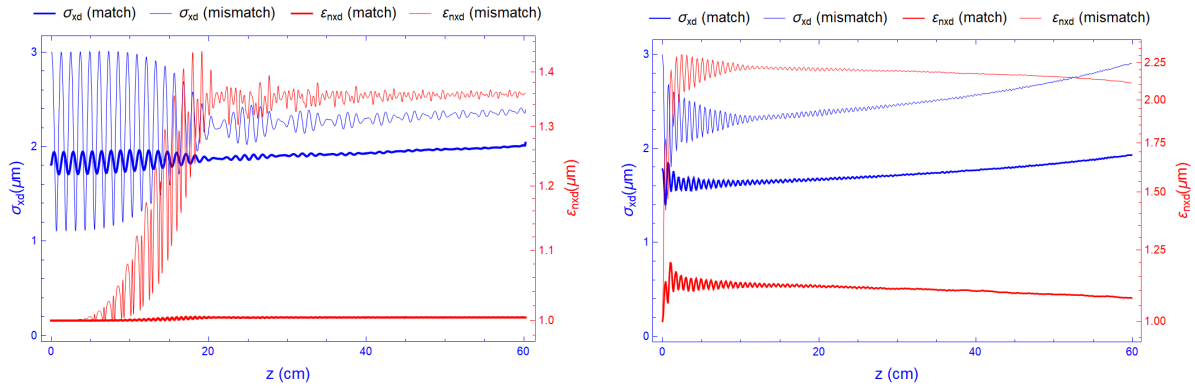 σxd (match) σxd (mismatch) εnxd (match) εnxd (mismatch)
3
2
1
0
σxd(μm)
1.4
1.3
1.2
1.1
1.0
εnxd(μm)
0 20 40 60
z (cm)
σxd (match) σxd (mismatch) εnxd (match) εnxd (mismatch)
3
2
1
0
σxd(μm)
2.25
2.00
1.75
1.50
1.25
1.00
εnxd(μm)
0 20 40 60
z (cm)